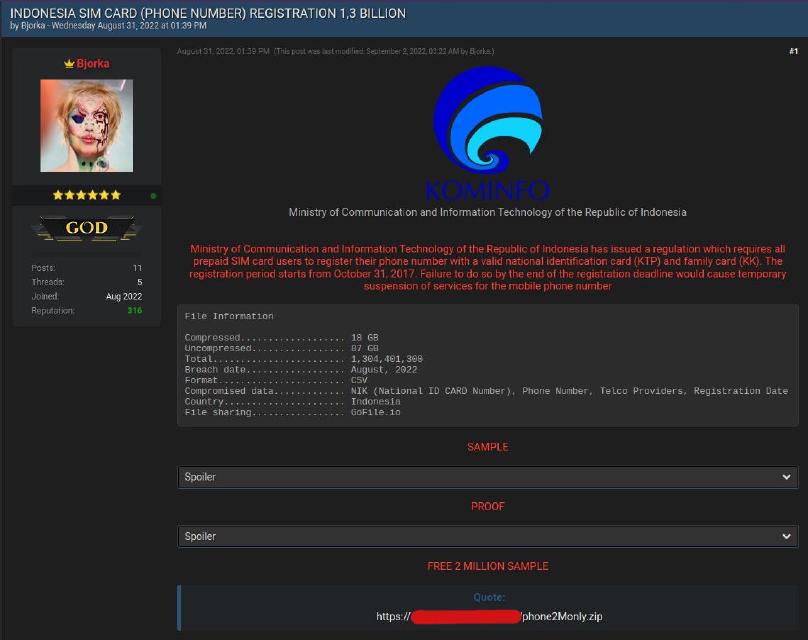 INDONESIA SIM CARD (PHONE NUMBER) REGISTRATION 1,3 BILLION
by Bjorka - Wednesday August 31, 2022 at 01:39 PM
Bjorka
GOD
Posts: 11
Threads: 5
Joined: Aug 2022
Reputation: 316
August 31, 2022, 01:39 PM (This post was last modified: September 2, 2022, 03:22 AM by Bjorka.)
#1
KOMINFO
Ministry of Communication and Information Technology of the Republic of Indonesia
Ministry of Communication and Information Technology of the Republic of Indonesia has issued a regulation which requires all
prepaid SIM card users to register their phone number with a valid national identification card (KTP) and family card (KK). The
registration period starts from October 31, 2017. Failure to do so by the end of the registration deadline would cause temporary
suspension of services for the mobile phone number
File Information
Compressed................... 18 GB
Uncompressed................. 87 GB
Total........................ 1,304,401,300
Breach date.................. August, 2022
Format....................... CSV
Compromised data............. NIK (National ID CARD Number), Phone Number, Telco Providers, Registration Date
Country...................... Indonesia
File sharing................. GoFile.io
SAMPLE
Spoiler
PROOF
Spoiler
FREE 2 MILLION SAMPLE
Quote:
https:// /phone2Monly.zip